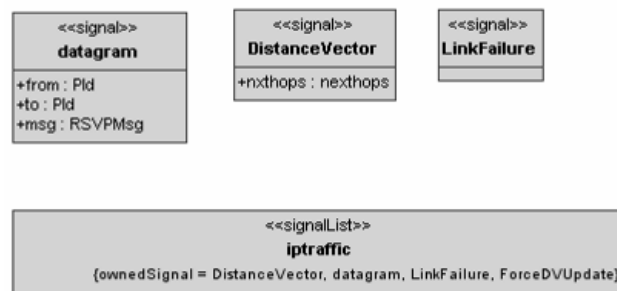 <<signal>>
datagram
+from : PId
+to : PId
+msg : RSVPMsg
<<signal>>
DistanceVector
+nxthops : nexthops
<<signal>>
LinkFailure
<<signalList>>
iptraffic
{ownedSignal = DistanceVector, datagram, LinkFailure, ForceDVUpdate}